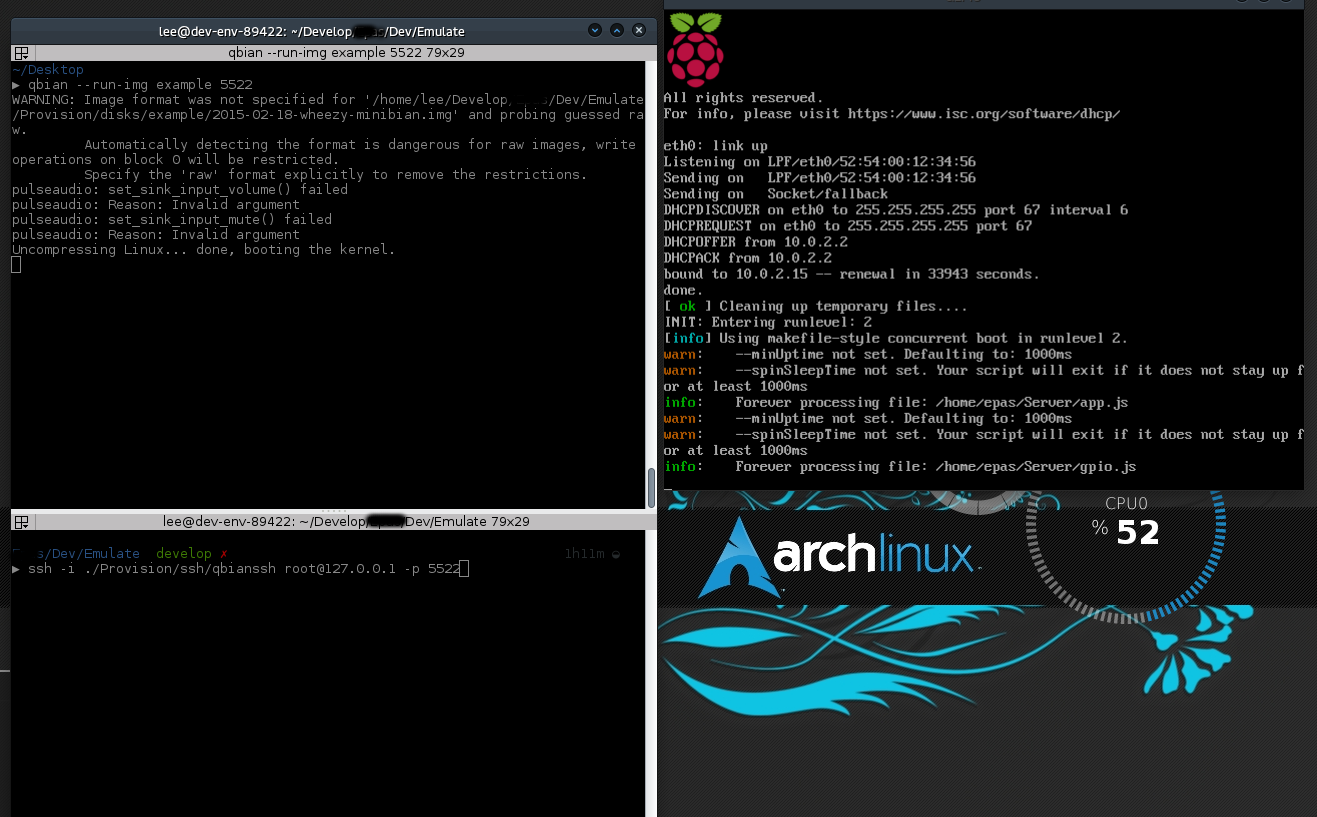 lee@dev-env-89422: ~/Develop/ /Dev/Emulate
qbian --run-img example 5522 79x29
~/Desktop
▶ qbian --run-img example 5522
WARNING: Image format was not specified for '/home/lee/Develop/ /Dev/Emulate
/Provision/disks/example/2015-02-18-wheezy-minibian.img' and probing guessed ra
w.
Automatically detecting the format is dangerous for raw images, write
operations on block 0 will be restricted.
Specify the 'raw' format explicitly to remove the restrictions.
pulseaudio: set_sink_input_volume() failed
pulseaudio: Reason: Invalid argument
pulseaudio: set_sink_input_mute() failed
pulseaudio: Reason: Invalid argument
Uncompressing Linux... done, booting the kernel.
lee@dev-env-89422: ~/Develop/ /Dev/Emulate 79x29
s/Dev/Emulate develop ✗ 1h11m
▶ ssh -i ./Provision/ssh/qbianssh root@127.0.0.1 -p 5522
All rights reserved.
For info, please visit https://www.isc.org/software/dhcp/
eth0: link up
Listening on LPF/eth0/52:54:00:12:34:56
Sending on   LPF/eth0/52:54:00:12:34:56
Sending on   Socket/fallback
DHCPDISCOVER on eth0 to 255.255.255.255 port 67 interval 6
DHCPREQUEST on eth0 to 255.255.255.255 port 67
DHCPOFFER from 10.0.2.2
DHCPACK from 10.0.2.2
bound to 10.0.2.15 -- renewal in 33943 seconds.
done.
[ ok ] Cleaning up temporary files....
INIT: Entering runlevel: 2
[info] Using makefile-style concurrent boot in runlevel 2.
warn:    --minUptime not set. Defaulting to: 1000ms
warn:    --spinSleepTime not set. Your script will exit if it does not stay up f
or at least 1000ms
info:    Forever processing file: /home/epas/Server/app.js
warn:    --minUptime not set. Defaulting to: 1000ms
warn:    --spinSleepTime not set. Your script will exit if it does not stay up f
or at least 1000ms
info:    Forever processing file: /home/epas/Server/gpio.js
CPU0
% 52
archlinux™